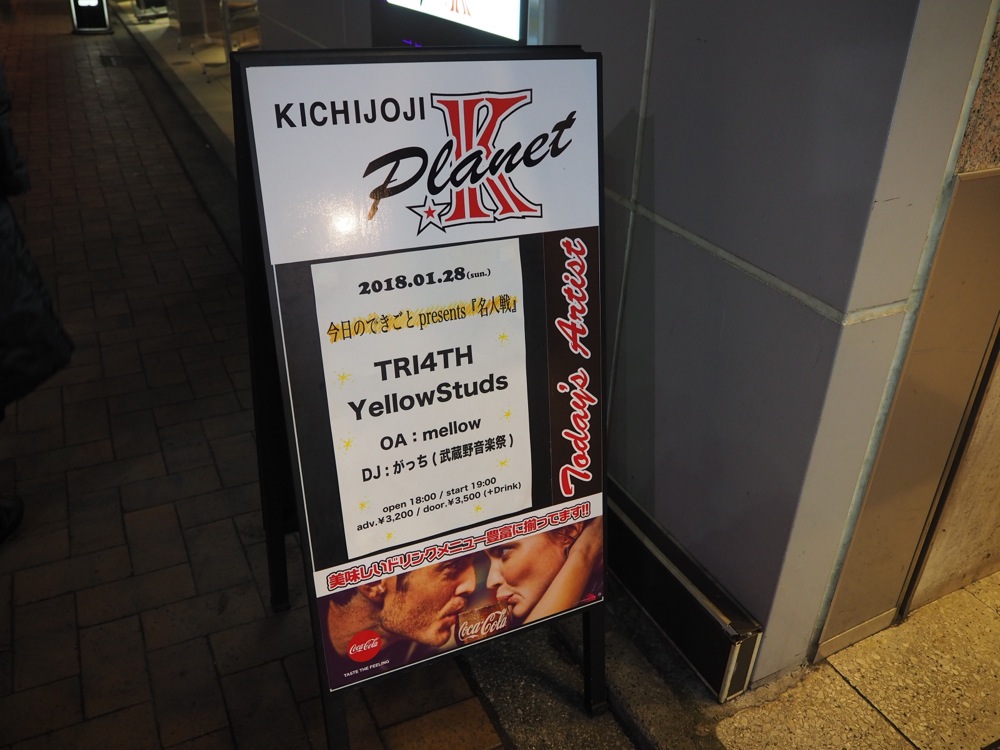 KICHIJOJI
Planet K
2018.01.28(sun.)
今日のできごと presents『名人戦』
TRI4TH
YellowStuds
OA：mellow
DJ：がっち(武蔵野音楽祭)
open 18:00 / start 19:00
adv.¥3,200 / door.¥3,500 (+Drink)
Today's Artist
美味しいドリンクメニュー豊富に揃ってます!!
Coca-Cola
Coca-Cola
TASTE THE FEELING